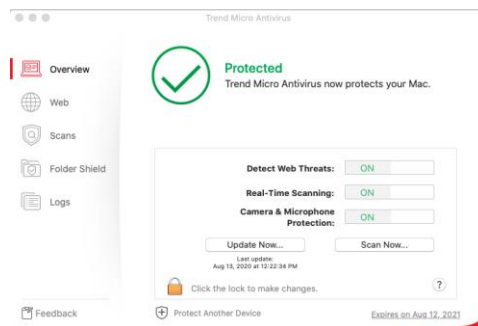 Trend Micro Antivirus
Overview
Web
Scans
Folder Shield
Logs
Feedback
Protected
Trend Micro Antivirus now protects your Mac.
Detect Web Threats: ON
Real-Time Scanning: ON
Camera & Microphone
Protection: ON
Update Now... Scan Now...
Last update:
Aug 13, 2020 at 12:22:34 PM
Click the lock to make changes. ?
Protect Another Device Expires on Aug 12, 2021